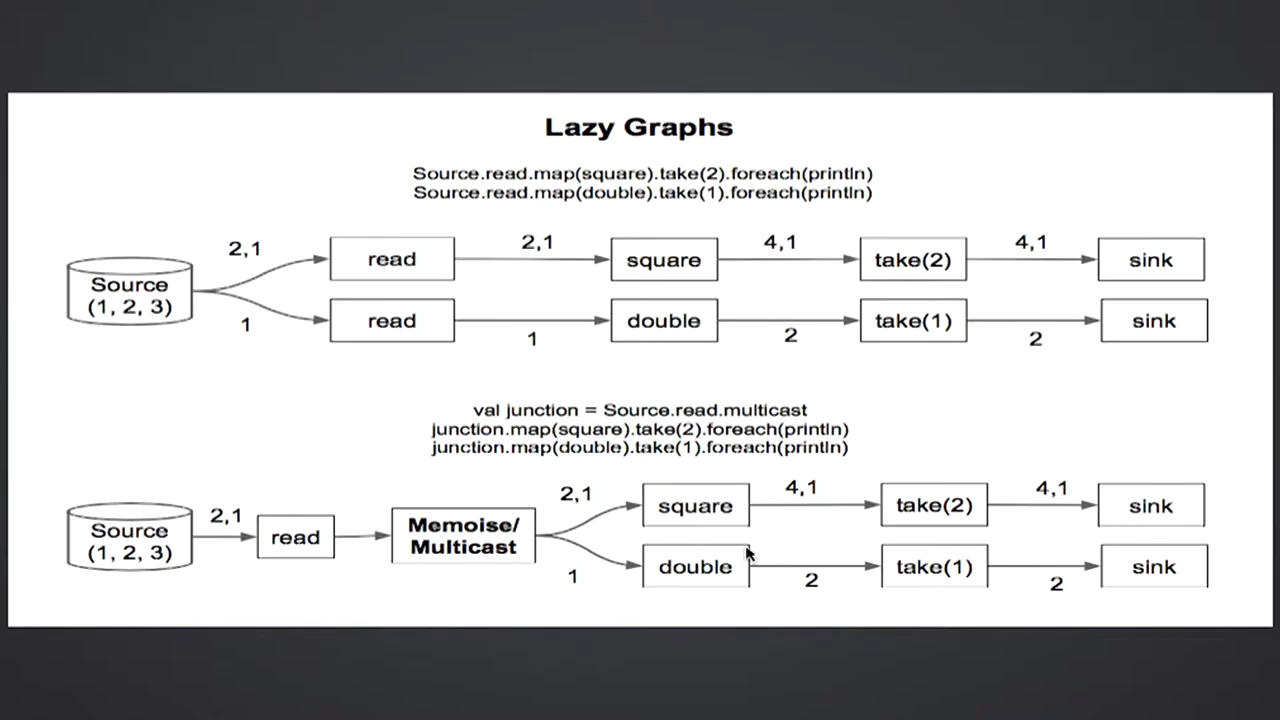 Lazy Graphs
Source.read.map(square).take(2).foreach(println)
Source.read.map(double).take(1).foreach(println)
2,1
2,1
4,1
4,1
read
square
take(2)
sink
Source
(1, 2, 3)
read
double
take(1)
sink
1
1
2
2
val junction = Source.read.multicast
junction.map(square).take(2).foreach(println)
junction.map(double).take(1).foreach(println)
2,1
4,1
4,1
square
take(2)
sink
Source
(1, 2, 3)
2,1
read
Memoise/
Multicast
double
take(1)
sink
1
2
2